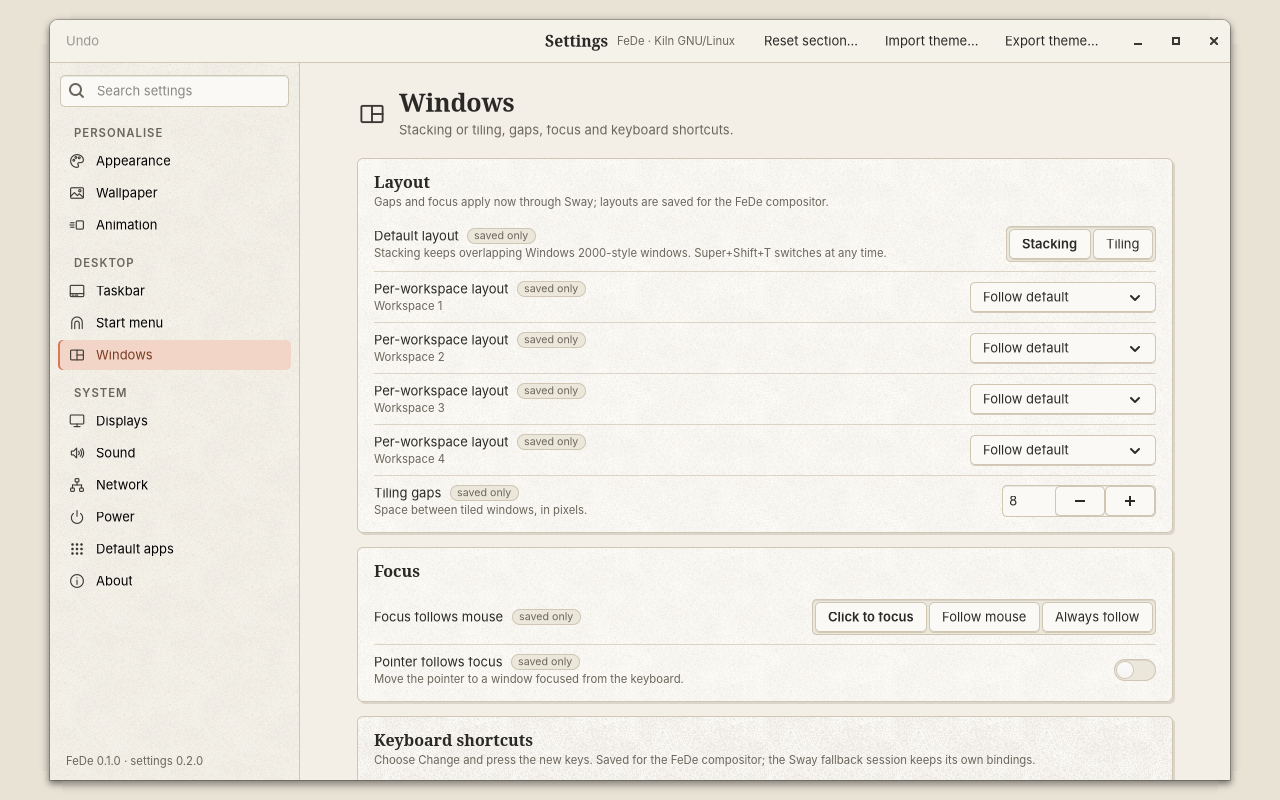 Undo
Settings FeDe · Kiln GNU/Linux Reset section... Import theme... Export theme...
Search settings
PERSONALISE
Appearance
Wallpaper
Animation
DESKTOP
Taskbar
Start menu
Windows
SYSTEM
Displays
Sound
Network
Power
Default apps
About
FeDe 0.1.0 · settings 0.2.0
Windows
Stacking or tiling, gaps, focus and keyboard shortcuts.
Layout
Gaps and focus apply now through Sway; layouts are saved for the FeDe compositor.
Default layout saved only
Stacking keeps overlapping Windows 2000-style windows. Super+Shift+T switches at any time.
Stacking Tiling
Per-workspace layout saved only
Workspace 1
Follow default
Per-workspace layout saved only
Workspace 2
Follow default
Per-workspace layout saved only
Workspace 3
Follow default
Per-workspace layout saved only
Workspace 4
Follow default
Tiling gaps saved only
Space between tiled windows, in pixels.
8
Focus
Focus follows mouse saved only
Click to focus Follow mouse Always follow
Pointer follows focus saved only
Move the pointer to a window focused from the keyboard.
Keyboard shortcuts
Choose Change and press the new keys. Saved for the FeDe compositor; the Sway fallback session keeps its own bindings.